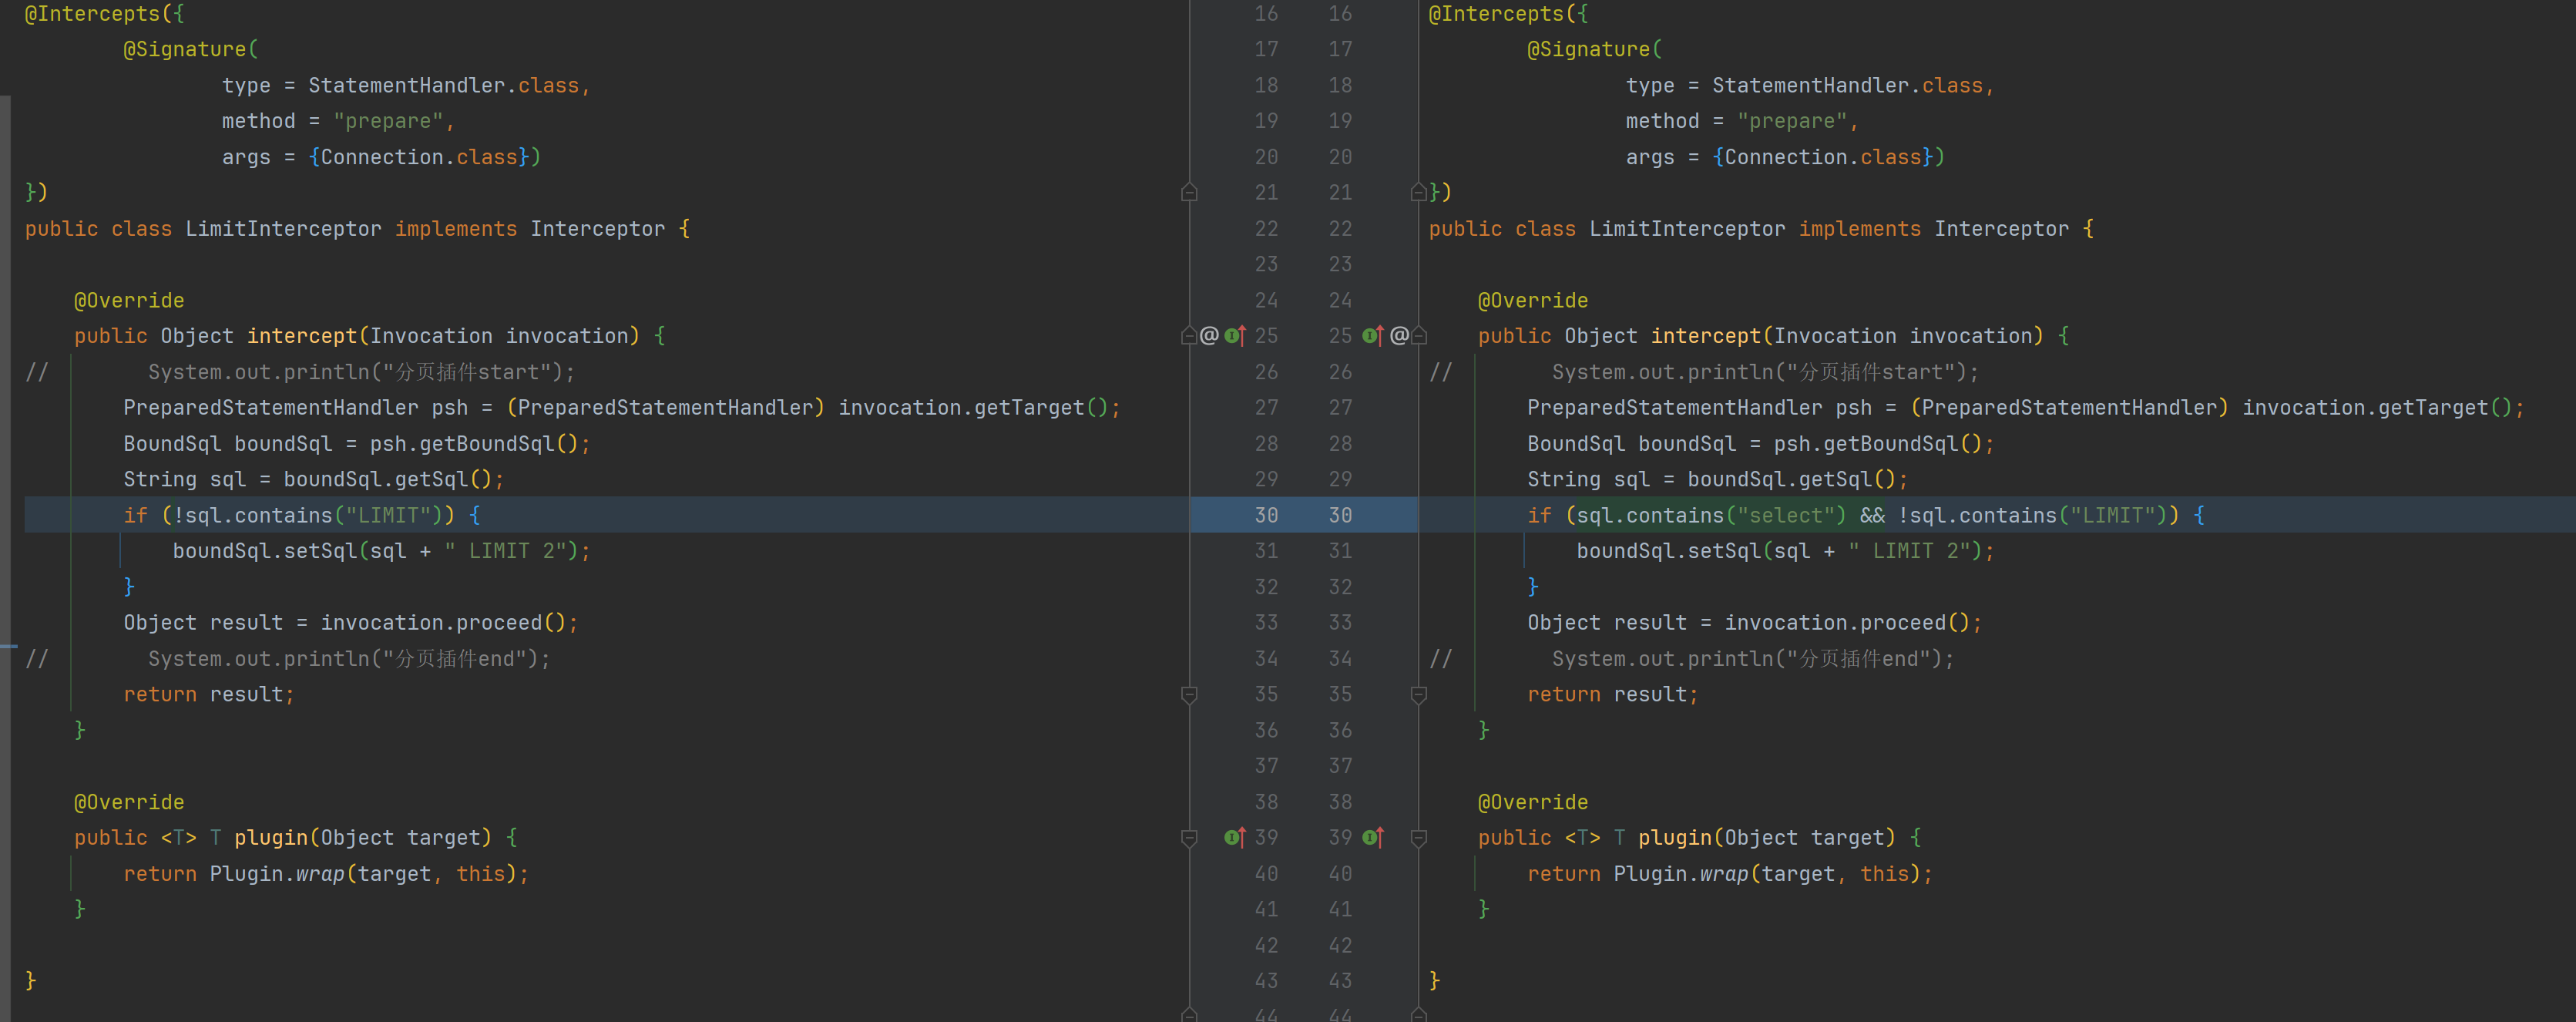 @Intercepts({
        @Signature(
                type = StatementHandler.class,
                method = "prepare",
                args = {Connection.class})
})
public class LimitInterceptor implements Interceptor {

    @Override
    public Object intercept(Invocation invocation) {
//        System.out.println("分页插件start");
        PreparedStatementHandler psh = (PreparedStatementHandler) invocation.getTarget();
        BoundSql boundSql = psh.getBoundSql();
        String sql = boundSql.getSql();
        if (!sql.contains("LIMIT")) {
            boundSql.setSql(sql + " LIMIT 2");
        }
        Object result = invocation.proceed();
//        System.out.println("分页插件end");
        return result;
    }

    @Override
    public <T> T plugin(Object target) {
        return Plugin.wrap(target, this);
    }

}
16 16
17 17
18 18
19 19
20 20
21 21
22 22
23 23
24 24
@ 25 25 @
26 26
27 27
28 28
29 29
30 30
31 31
32 32
33 33
34 34
35 35
36 36
37 37
38 38
39 39
40 40
41 41
42 42
43 43
44 44
@Intercepts({
        @Signature(
                type = StatementHandler.class,
                method = "prepare",
                args = {Connection.class})
})
public class LimitInterceptor implements Interceptor {

    @Override
    public Object intercept(Invocation invocation) {
//        System.out.println("分页插件start");
        PreparedStatementHandler psh = (PreparedStatementHandler) invocation.getTarget();
        BoundSql boundSql = psh.getBoundSql();
        String sql = boundSql.getSql();
        if (sql.contains("select") && !sql.contains("LIMIT")) {
            boundSql.setSql(sql + " LIMIT 2");
        }
        Object result = invocation.proceed();
//        System.out.println("分页插件end");
        return result;
    }

    @Override
    public <T> T plugin(Object target) {
        return Plugin.wrap(target, this);
    }

}